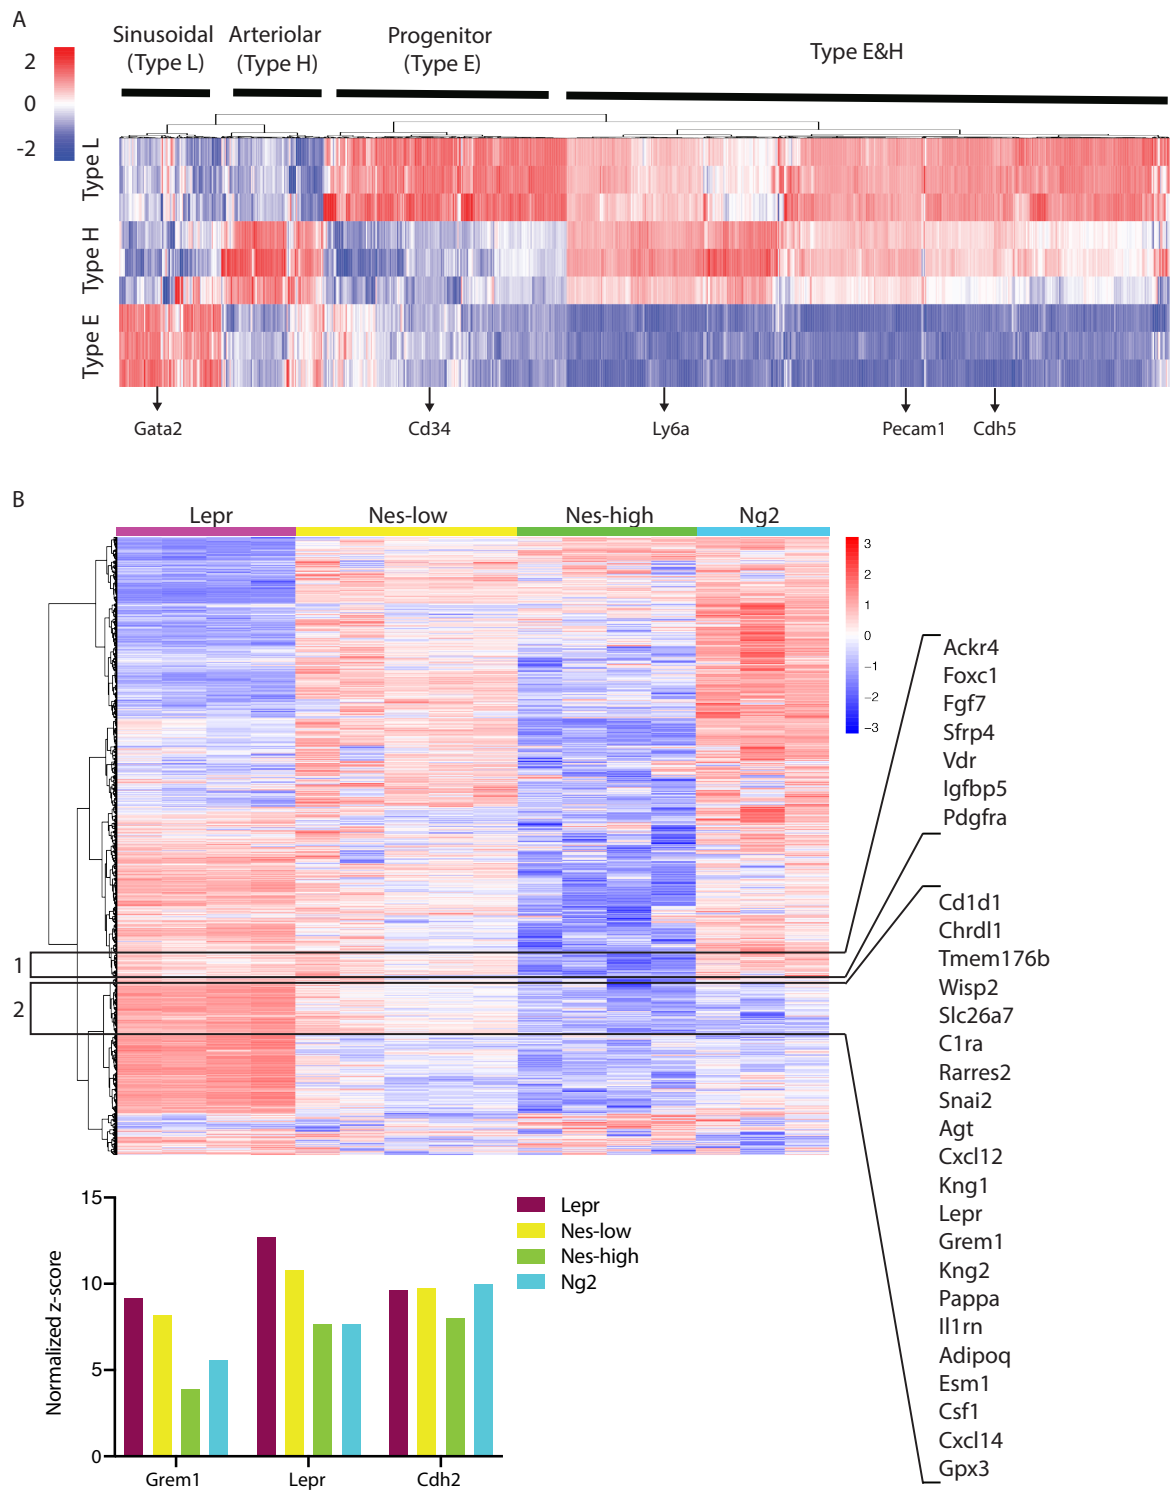 A
Sinusoidal
(Type L)
Arteriolar
(Type H)
Progenitor
(Type E)
Type E&H
2
0
-2
Type L
Type H
Type E
Gata2
Cd34
Ly6a
Pecam1
Cdh5
B
Lepr
Nes-low
Nes-high
Ng2
3
2
1
0
−1
−2
−3
1
2
Ackr4
Foxc1
Fgf7
Sfrp4
Vdr
Igfbp5
Pdgfra
Cd1d1
Chrdl1
Tmem176b
Wisp2
Slc26a7
C1ra
Rarres2
Snai2
Agt
Cxcl12
Kng1
Lepr
Grem1
Kng2
Pappa
Il1rn
Adipoq
Esm1
Csf1
Cxcl14
Gpx3
Normalized z-score
15
10
5
0
Grem1
Lepr
Cdh2
Lepr
Nes-low
Nes-high
Ng2